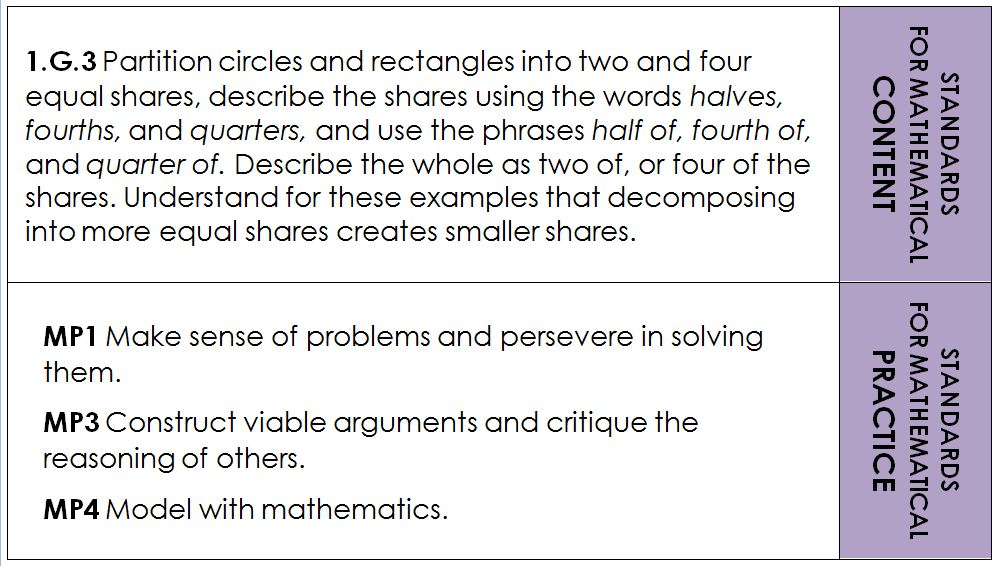 1.G.3 Partition circles and rectangles into two and four
equal shares, describe the shares using the words halves,
fourths, and quarters, and use the phrases half of, fourth of,
and quarter of. Describe the whole as two of, or four of the
shares. Understand for these examples that decomposing
into more equal shares creates smaller shares.
STANDARDS
FOR MATHEMATICAL
CONTENT
MP1 Make sense of problems and persevere in solving
them.
MP3 Construct viable arguments and critique the
reasoning of others.
MP4 Model with mathematics.
STANDARDS
FOR MATHEMATICAL
PRACTICE